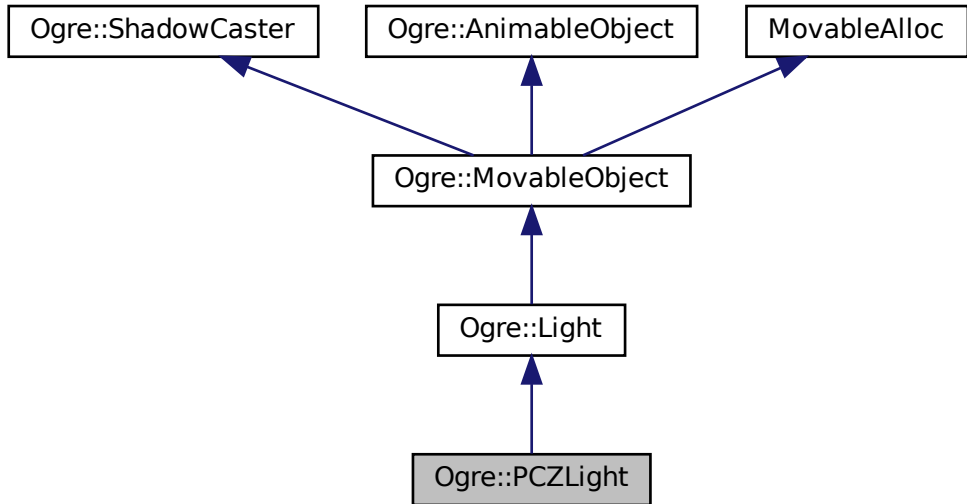 Ogre::ShadowCaster
Ogre::AnimableObject
MovableAlloc
Ogre::MovableObject
Ogre::Light
Ogre::PCZLight